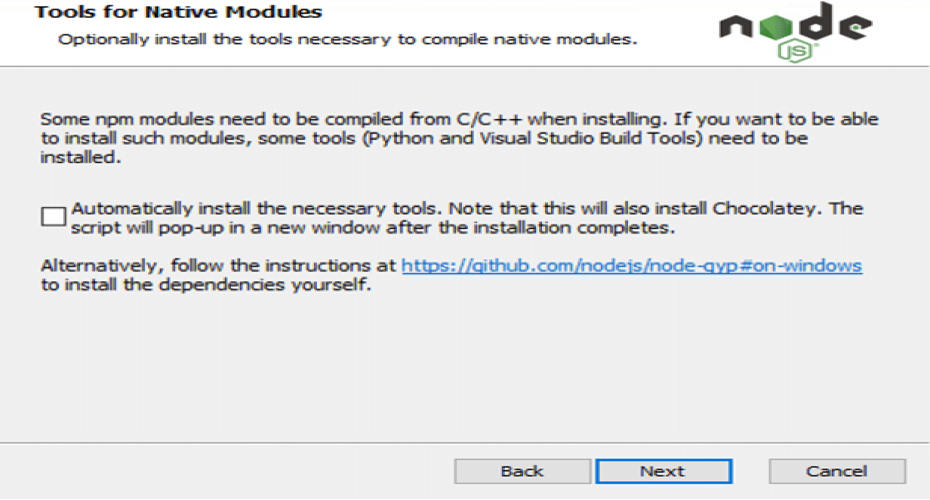 Tools for Native Modules
Optionally install the tools necessary to compile native modules.
node
JS
Some npm modules need to be compiled from C/C++ when installing. If you want to be able
to install such modules, some tools (Python and Visual Studio Build Tools) need to be
installed.
Automatically install the necessary tools. Note that this will also install Chocolatey. The
script will pop-up in a new window after the installation completes.
Alternatively, follow the instructions at https://github.com/nodejs/node-gyp#on-windows
to install the dependencies yourself.
Back
Next
Cancel